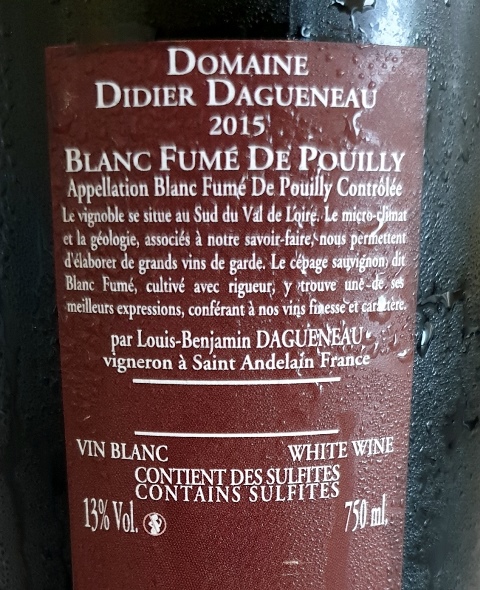 DOMAINE
DIDIER DAGUENEAU
2015
BLANC FUMÉ DE POUILLY
Appellation Blanc Fumé De Pouilly Contrôlée
Le vignoble se situe au Sud du Val de Loire. Le micro-climat
et la géologie, associés à notre savoir-faire, nous permettent
d'élaborer de grands vins de garde. Le cépage sauvignon, dit
Blanc Fumé, cultivé avec rigueur, y trouve une de ses
meilleurs expressions, conférant à nos vins finesse et caractère.
par Louis-Benjamin DAGUENEAU
vigneron à Saint Andelain France
VIN BLANC WHITE WINE
CONTIENT DES SULFITES
CONTAINS SULFITES
13% Vol. 750 ml.